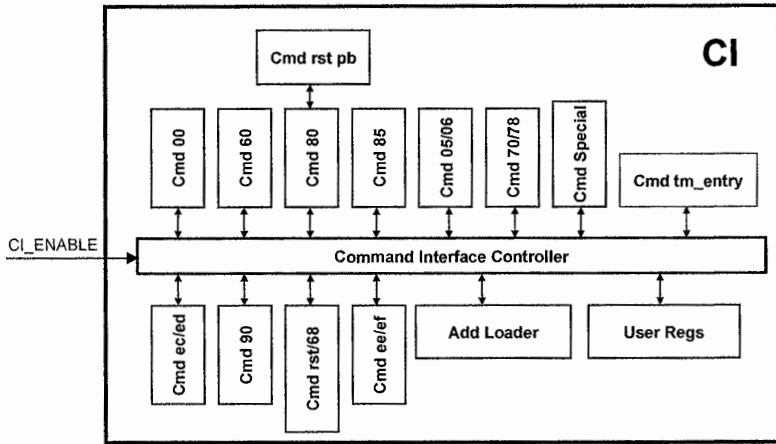 CI
Cmd rst pb
Cmd 00
Cmd 60
Cmd 80
Cmd 85
Cmd 05/06
Cmd 70/78
Cmd Special
Cmd tm_entry
CI_ENABLE
Command Interface Controller
Cmd ec/ed
Cmd 90
Cmd rst/68
Cmd ee/ef
Add Loader
User Regs